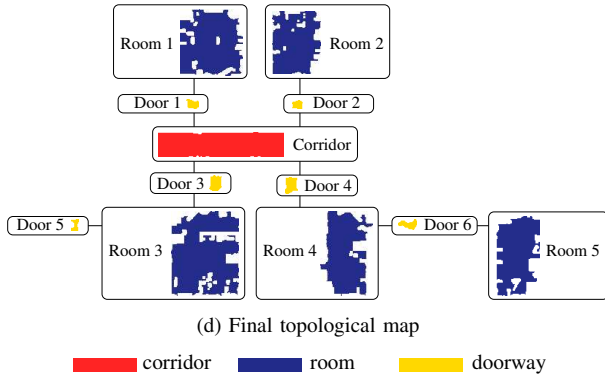 Room 1
Room 2
Door 1
Door 2
Corridor
Door 3
Door 4
Door 5
Room 3
Room 4
Door 6
Room 5
(d) Final topological map
corridor
room
doorway